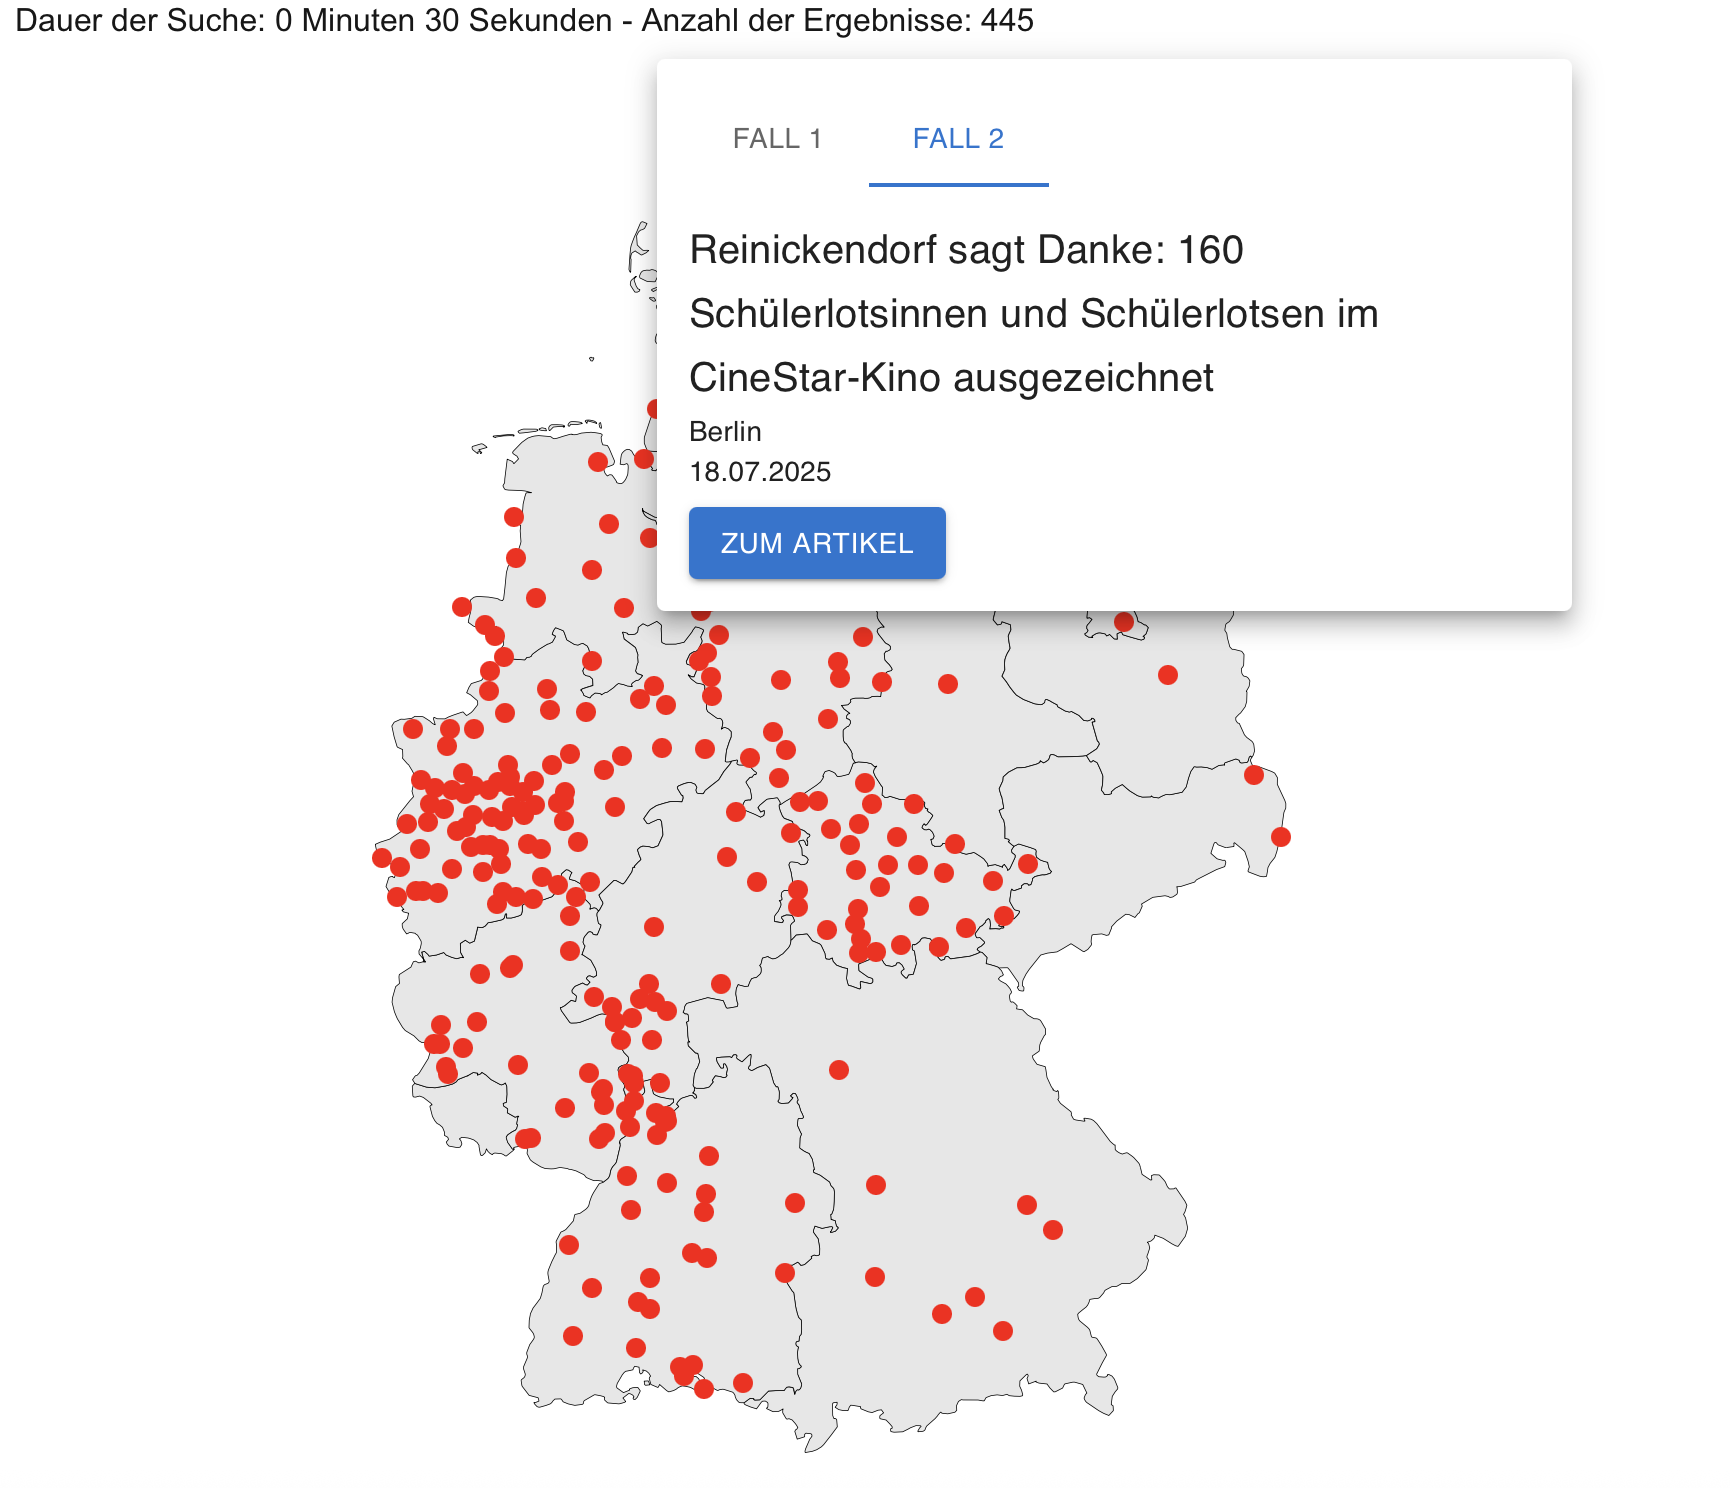 Dauer der Suche: 0 Minuten 30 Sekunden - Anzahl der Ergebnisse: 445
FALL 1
FALL 2
Reinickendorf sagt Danke: 160
Schülerlotsinnen und Schülerlotsen im
CineStar-Kino ausgezeichnet
Berlin
18.07.2025
ZUM ARTIKEL